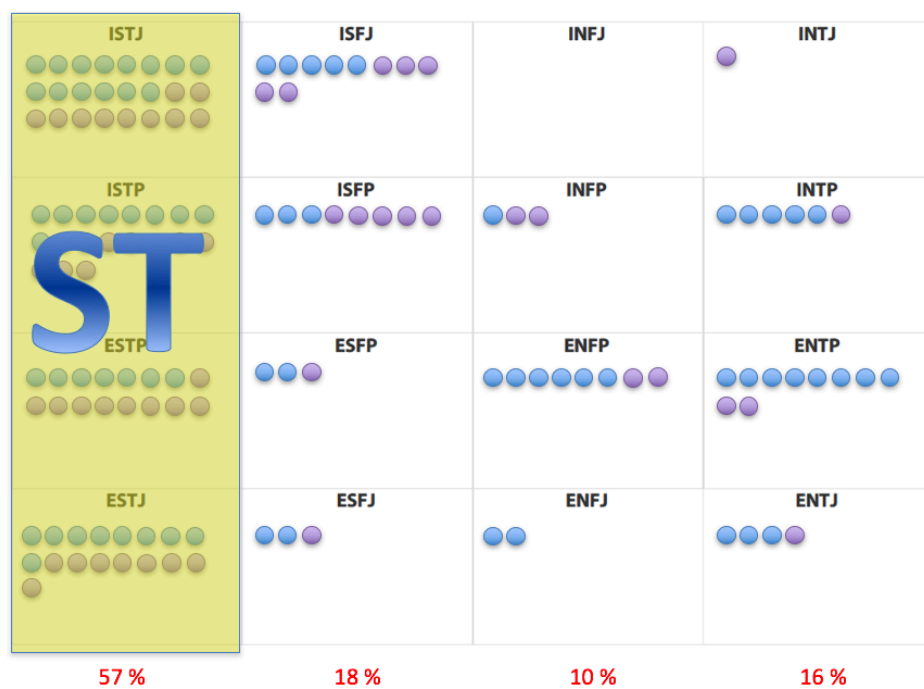 ISTJ ISFJ INFJ INTJ
ISTP ISFP INFP INTP
ST
ESTP ESFP ENFP ENTP
ESTJ ESFJ ENFJ ENTJ
57 % 18 % 10 % 16 %